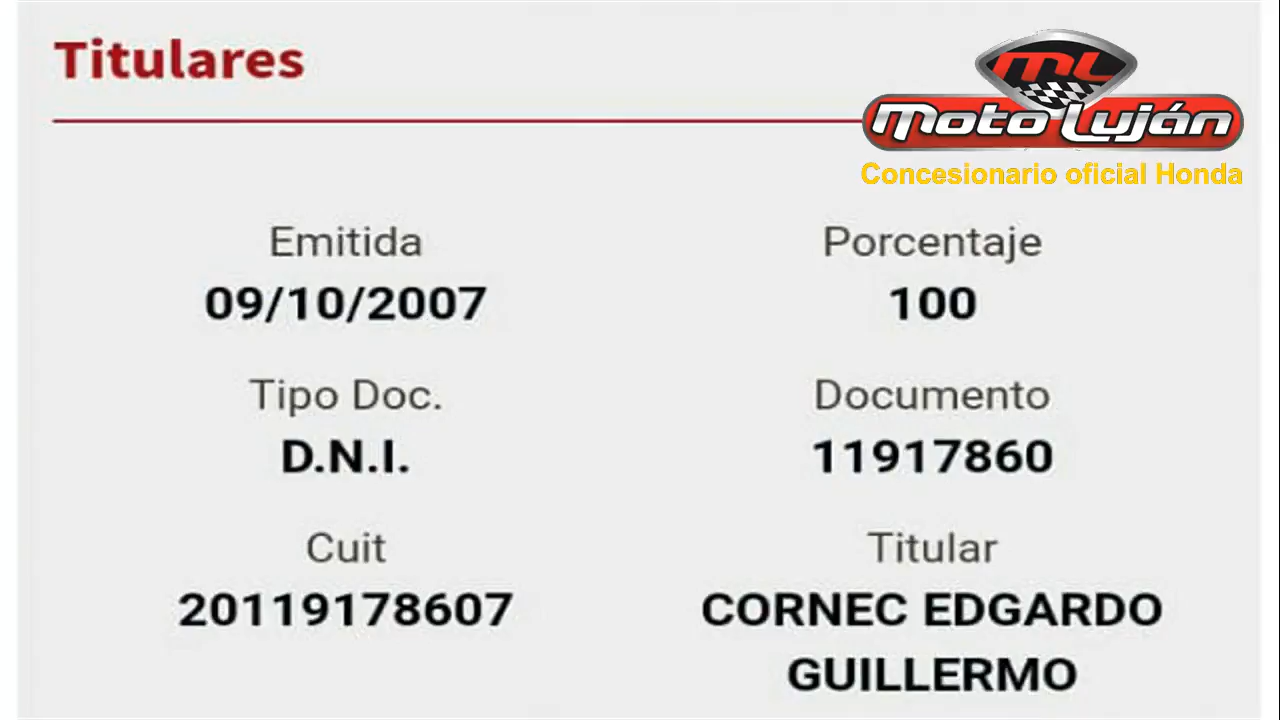 Titulares
ML
Moto Luján
Concesionario oficial Honda
Emitida
Porcentaje
09/10/2007
100
Tipo Doc.
Documento
D.N.I.
11917860
Cuit
Titular
20119178607
CORNEC EDGARDO
GUILLERMO